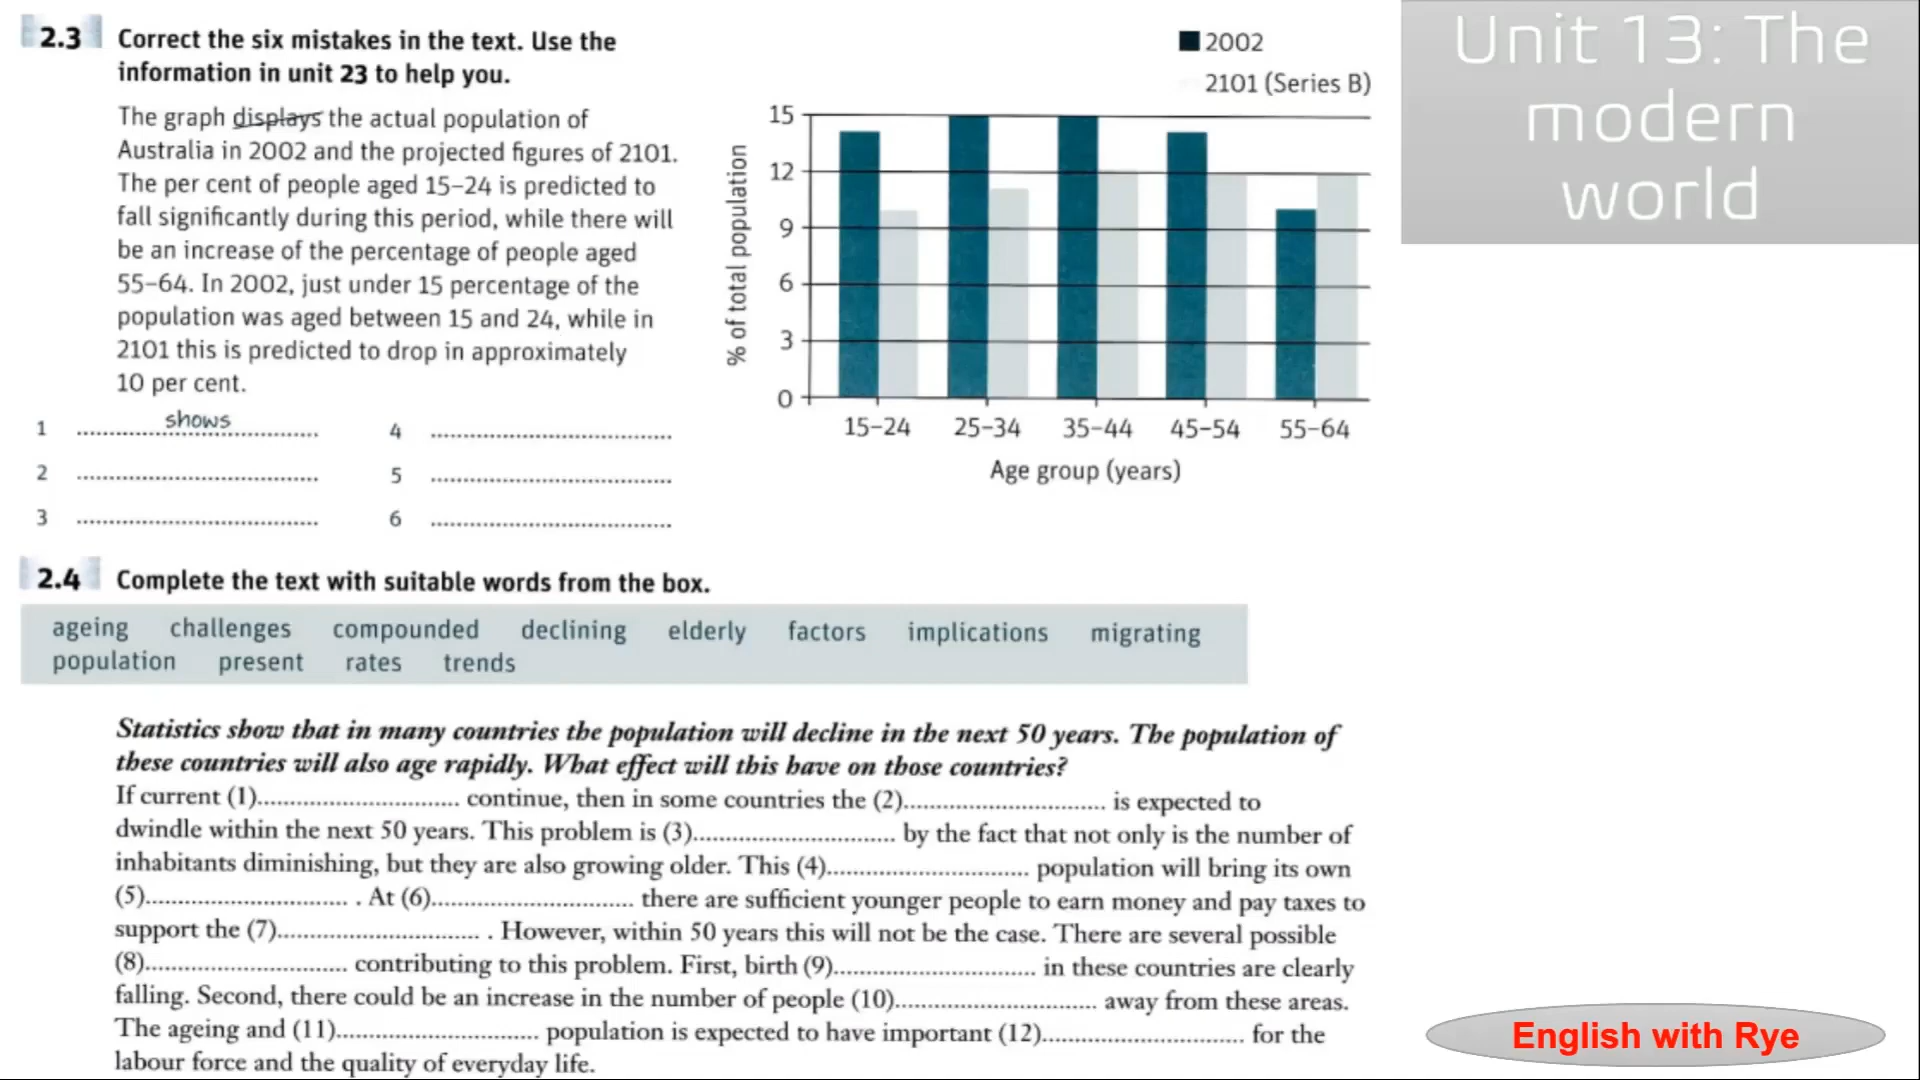 2.3 Correct the six mistakes in the text. Use the
information in unit 23 to help you.
The graph displays the actual population of
Australia in 2002 and the projected figures of 2101.
The per cent of people aged 15–24 is predicted to
fall significantly during this period, while there will
be an increase of the percentage of people aged
55–64. In 2002, just under 15 percentage of the
population was aged between 15 and 24, while in
2101 this is predicted to drop in approximately
10 per cent.
1 shows 4
2 5
3 6
2002
2101 (Series B)
% of total population
15
12
9
6
3
0
15–24 25–34 35–44 45–54 55–64
Age group (years)
Unit 13: The
modern
world
2.4 Complete the text with suitable words from the box.
ageing challenges compounded declining elderly factors implications migrating
population present rates trends
Statistics show that in many countries the population will decline in the next 50 years. The population of
these countries will also age rapidly. What effect will this have on those countries?
If current (1).............................. continue, then in some countries the (2).............................. is expected to
dwindle within the next 50 years. This problem is (3).............................. by the fact that not only is the number of
inhabitants diminishing, but they are also growing older. This (4).............................. population will bring its own
(5).............................. . At (6).............................. there are sufficient younger people to earn money and pay taxes to
support the (7).............................. . However, within 50 years this will not be the case. There are several possible
(8).............................. contributing to this problem. First, birth (9).............................. in these countries are clearly
falling. Second, there could be an increase in the number of people (10).............................. away from these areas.
The ageing and (11).............................. population is expected to have important (12).............................. for the
labour force and the quality of everyday life.
English with Rye